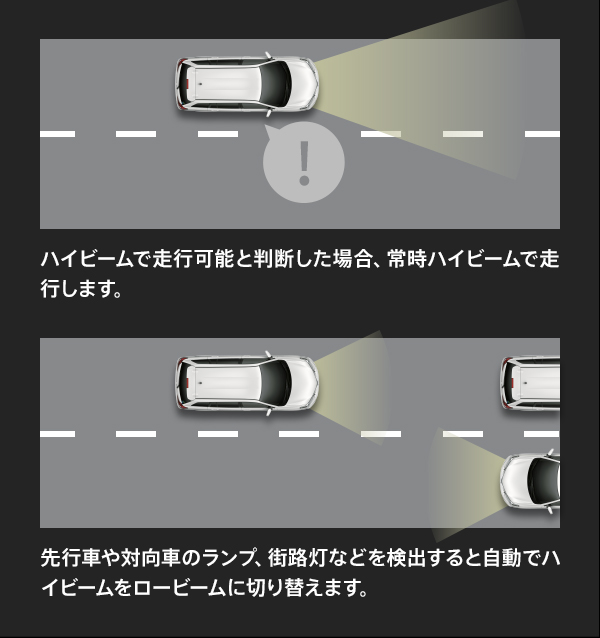 !
ハイビームで走行可能と判断した場合、常時ハイビームで走
行します。
先行車や対向車のランプ、街路灯などを検出すると自動でハ
イビームをロービームに切り替えます。